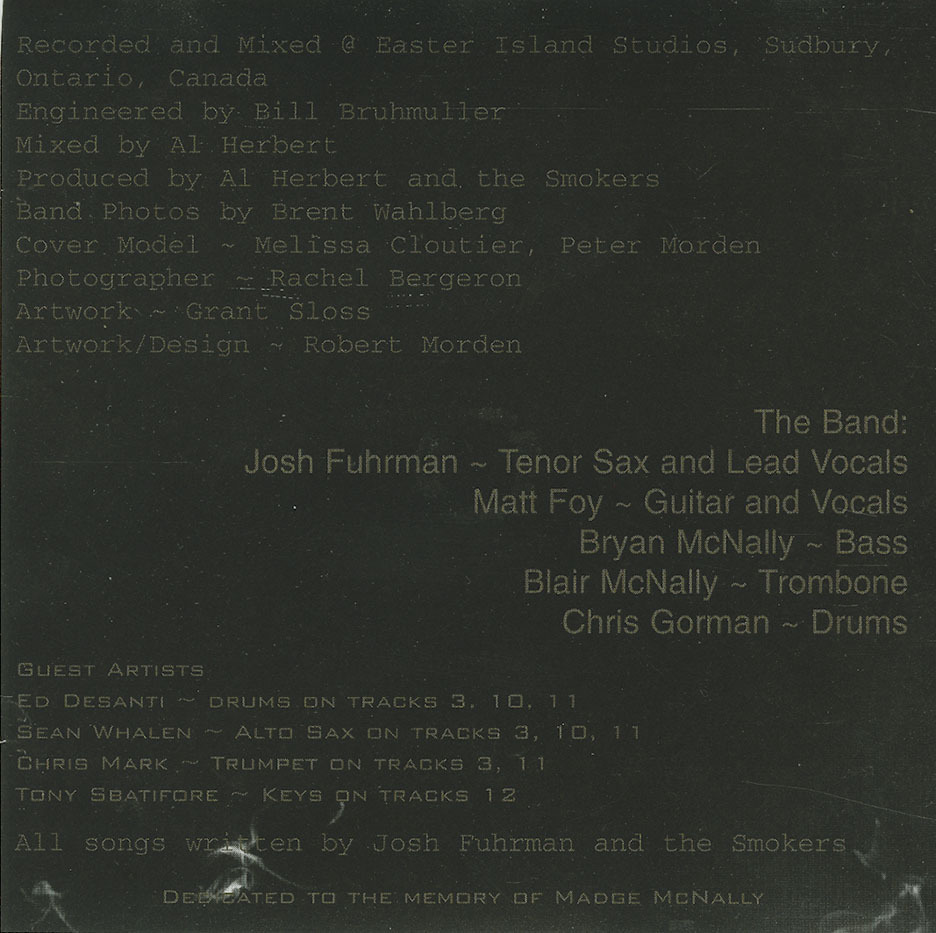 Recorded and Mixed @ Easter Island Studios, Sudbury,
Ontario, Canada
Engineered by Bill Bruhmuller
Mixed by Al Herbert
Produced by Al Herbert and the Smokers
Band Photos by Brent Wahlberg
Cover Model ~ Melissa Cloutier, Peter Morden
Photographer ~ Rachel Bergeron
Artwork ~ Grant Sloss
Artwork/Design ~ Robert Morden
The Band:
Josh Fuhrman ~ Tenor Sax and Lead Vocals
Matt Foy ~ Guitar and Vocals
Bryan McNally ~ Bass
Blair McNally ~ Trombone
Chris Gorman ~ Drums
Guest Artists
Ed Desanti ~ drums on tracks 3, 10, 11
Sean Whalen ~ Alto Sax on tracks 3, 10, 11
Chris Mark ~ Trumpet on tracks 3, 11
Tony Sbatifore ~ Keys on tracks 12
All songs written by Josh Fuhrman and the Smokers
Dedicated to the memory of Madge McNally